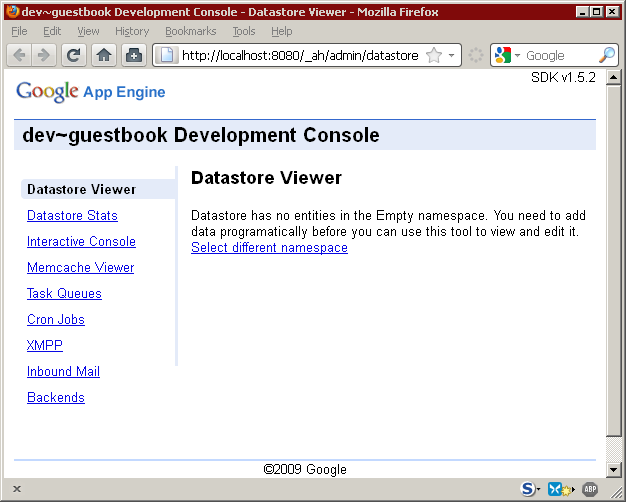 dev~guestbook Development Console - Datastore Viewer - Mozilla Firefox
File Edit View History Bookmarks Tools Help
http://localhost:8080/_ah/admin/datastore
Google
SDK v1.5.2
Google App Engine
dev~guestbook Development Console
Datastore Viewer
Datastore Stats
Interactive Console
Memcache Viewer
Task Queues
Cron Jobs
XMPP
Inbound Mail
Backends
Datastore Viewer
Datastore has no entities in the Empty namespace. You need to add
data programatically before you can use this tool to view and edit it.
Select different namespace
©2009 Google
S
ABP